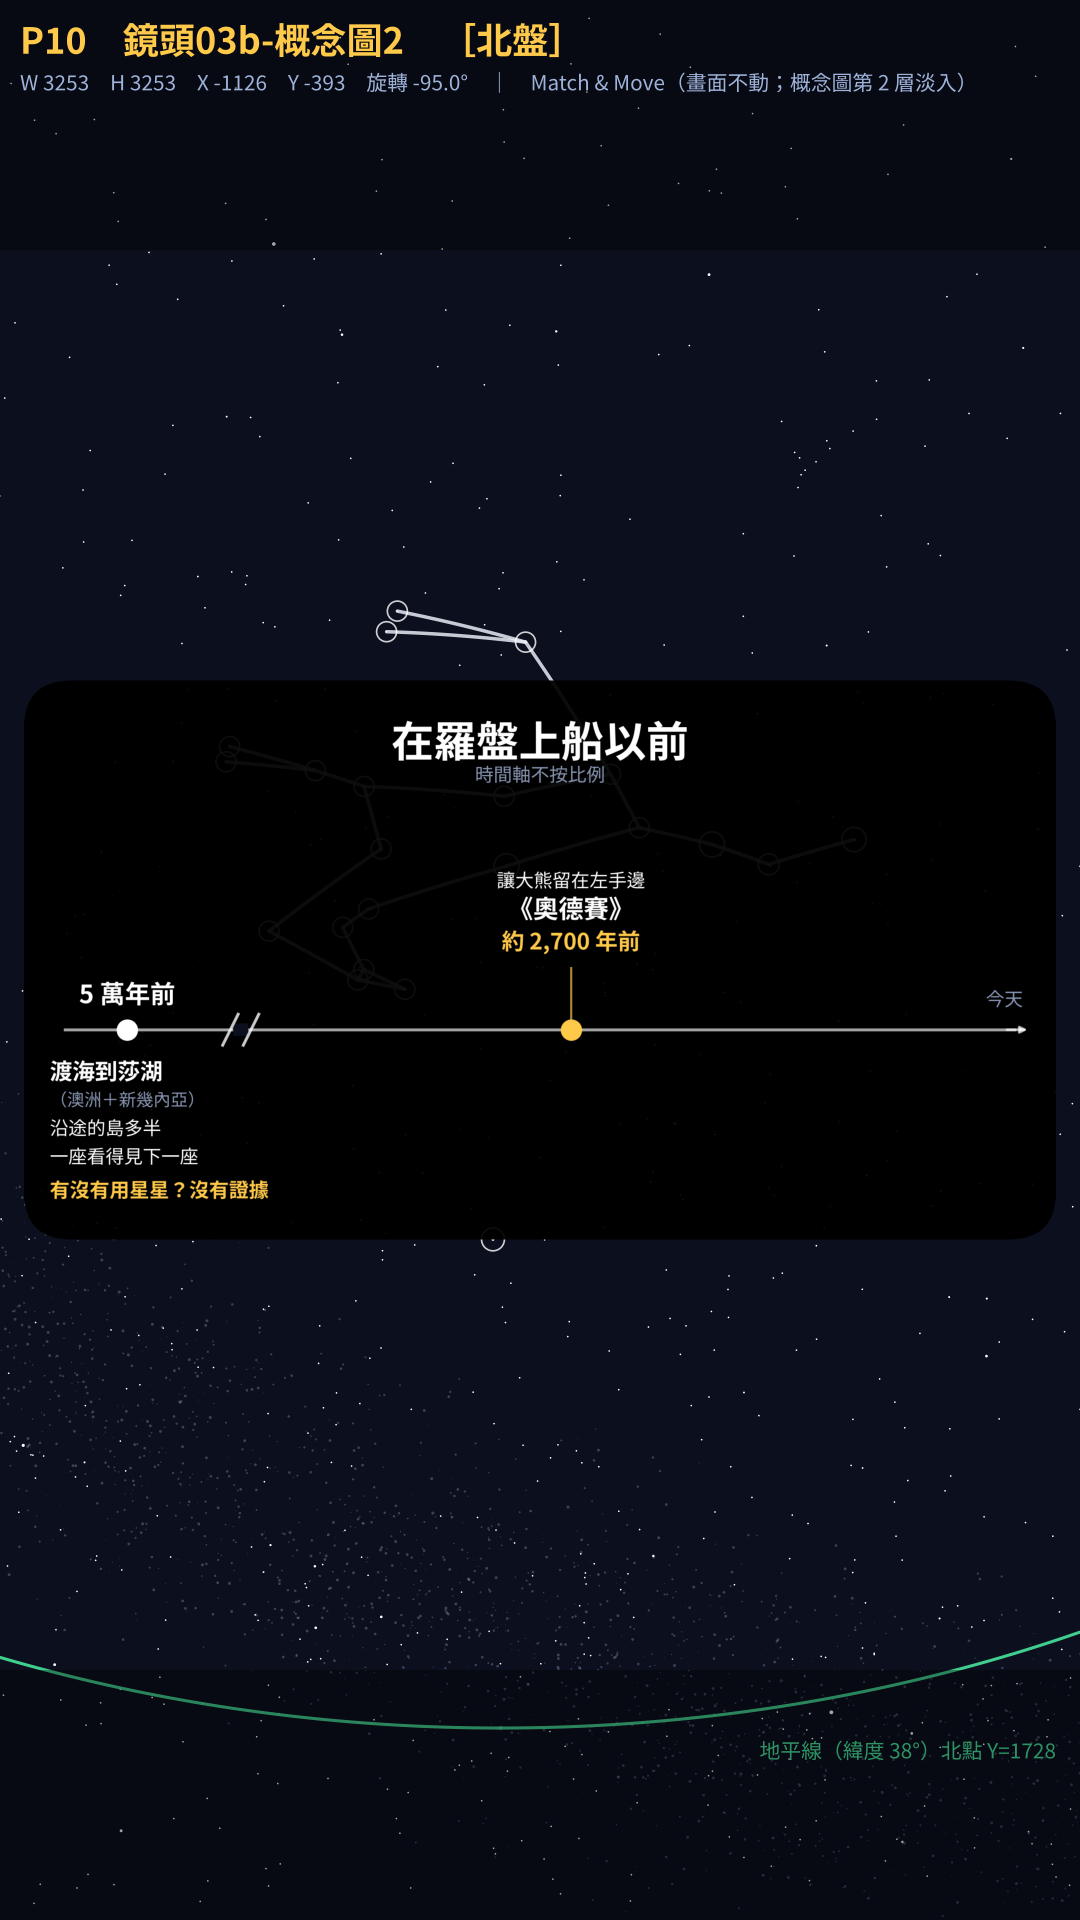 P10 鏡頭03b-概念圖2 [北盤]
W 3253 H 3253 X -1126 Y -393 旋轉 -95.0° | Match & Move（畫面不動；概念圖第 2 層淡入）
在羅盤上船以前
時間軸不按比例
讓大熊留在左手邊
《奧德賽》
約 2,700 年前
5 萬年前
今天
渡海到莎湖
（澳洲＋新幾內亞）
沿途的島多半
一座看得見下一座
有沒有用星星？沒有證據
地平線（緯度 38°）北點 Y=1728